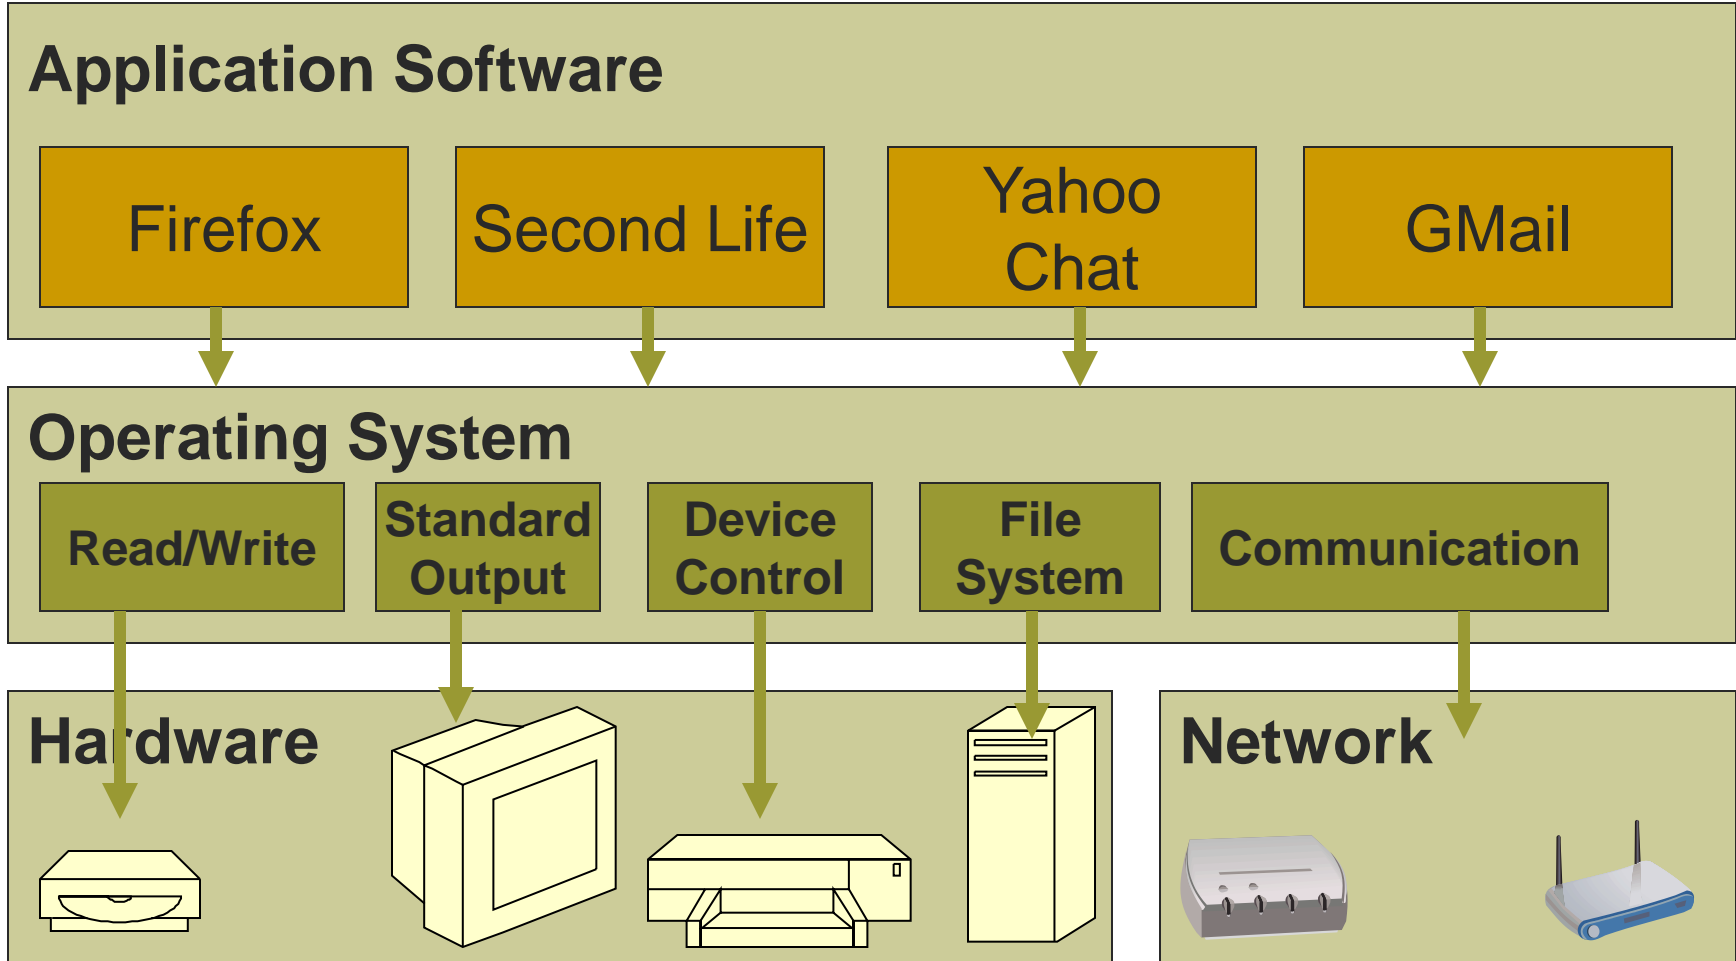 Application Software
Firefox
Second Life
Yahoo
Chat
GMail
Operating System
Read/Write
Standard
Output
Device
Control
File
System
Communication
Hardware
Network